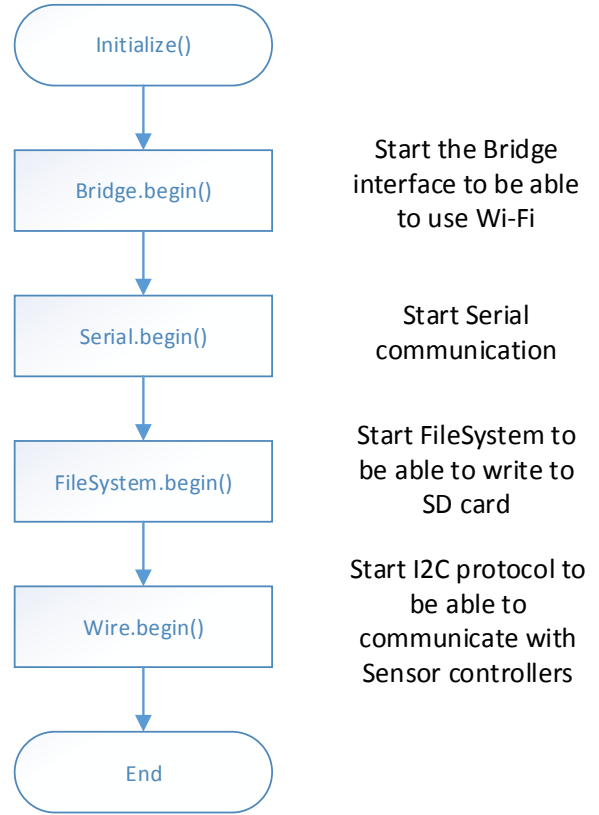 Initialize()
Bridge.begin()
Start the Bridge
interface to be able
to use Wi-Fi
Serial.begin()
Start Serial
communication
FileSystem.begin()
Start FileSystem to
be able to write to
SD card
Wire.begin()
Start I2C protocol to
be able to
communicate with
Sensor controllers
End